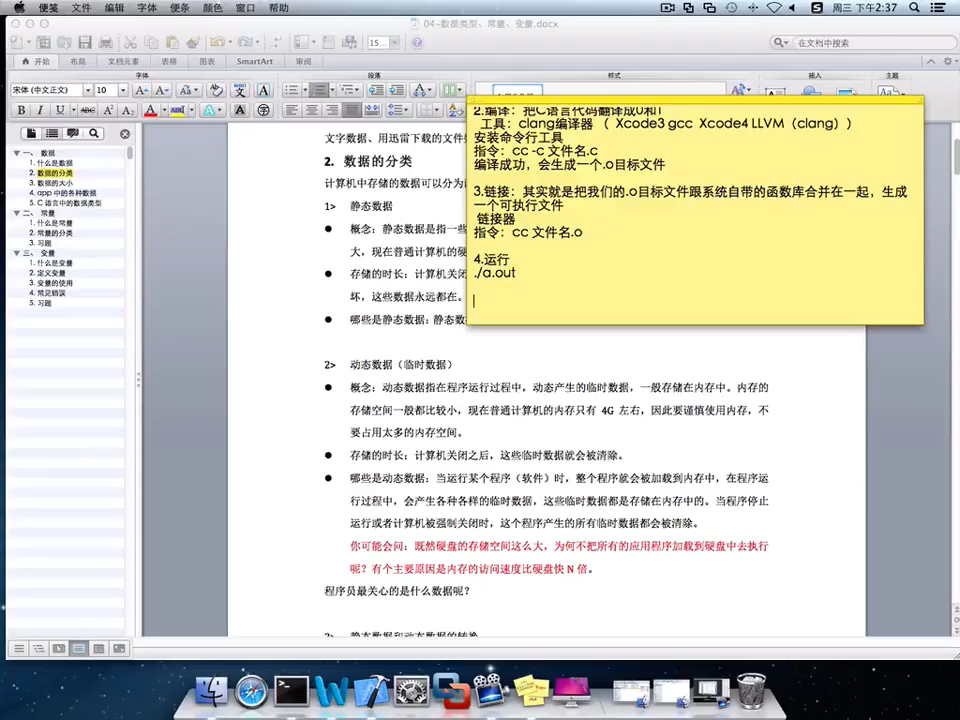 便笺 文件 编辑 字体 便条 颜色 窗口 帮助
周三 下午2:37
04-数据类型、常量、变量.docx
15...
在文档中搜索
开始 布局 文档元素 表格 图表 SmartArt 审阅
字体 段落 样式 插入 主题
宋体 (中文正文) 10
B I U ABC
一、 数据
1. 什么是数据
2. 数据的分类
3. 数据的大小
4. app 中的各种数据
5. C 语言中的数据类型
二、 常量
1. 什么是常量
2. 常量的分类
3. 习题
三、 变量
1. 什么是变量
2. 定义变量
3. 变量的使用
4. 常见错误
5. 习题
2.编译：把C语言代码翻译成0和1
工具：clang编译器 （ Xcode3 gcc Xcode4 LLVM（clang））
安装命令行工具
指令：cc -c 文件名.c
编译成功，会生成一个.o目标文件
3.链接：其实就是把我们的.o目标文件跟系统自带的函数库合并在一起，生成
一个可执行文件
链接器
指令：cc 文件名.o
4.运行
./a.out
文字数据、用迅雷下载的文件
2. 数据的分类
计算机中存储的数据可以分为
1> 静态数据
● 概念：静态数据是指一些
大，现在普通计算机的硬
● 存储的时长：计算机关闭
坏，这些数据永远都在。
● 哪些是静态数据：静态数
2> 动态数据（临时数据）
● 概念：动态数据指在程序运行过程中，动态产生的临时数据，一般存储在内存中。内存的
存储空间一般都比较小，现在普通计算机的内存只有 4G 左右，因此要谨慎使用内存，不
要占用太多的内存空间。
● 存储的时长：计算机关闭之后，这些临时数据就会被清除。
● 哪些是动态数据：当运行某个程序（软件）时，整个程序就会被加载到内存中，在程序运
行过程中，会产生各种各样的临时数据，这些临时数据都是存储在内存中的。当程序停止
运行或者计算机被强制关闭时，这个程序产生的所有临时数据都会被清除。
你可能会问：既然硬盘的存储空间这么大，为何不把所有的应用程序加载到硬盘中去执行
呢？有个主要原因是内存的访问速度比硬盘快 N 倍。
程序员最关心的是什么数据呢？
3> 静态数据和动态数据的转换